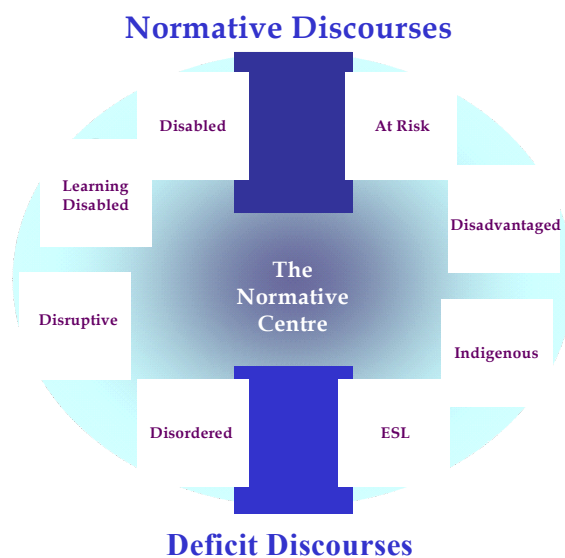 Normative Discourses
Disabled
At Risk
Learning
Disabled
Disadvantaged
The
Normative
Centre
Disruptive
Indigenous
Disordered
ESL
Deficit Discourses